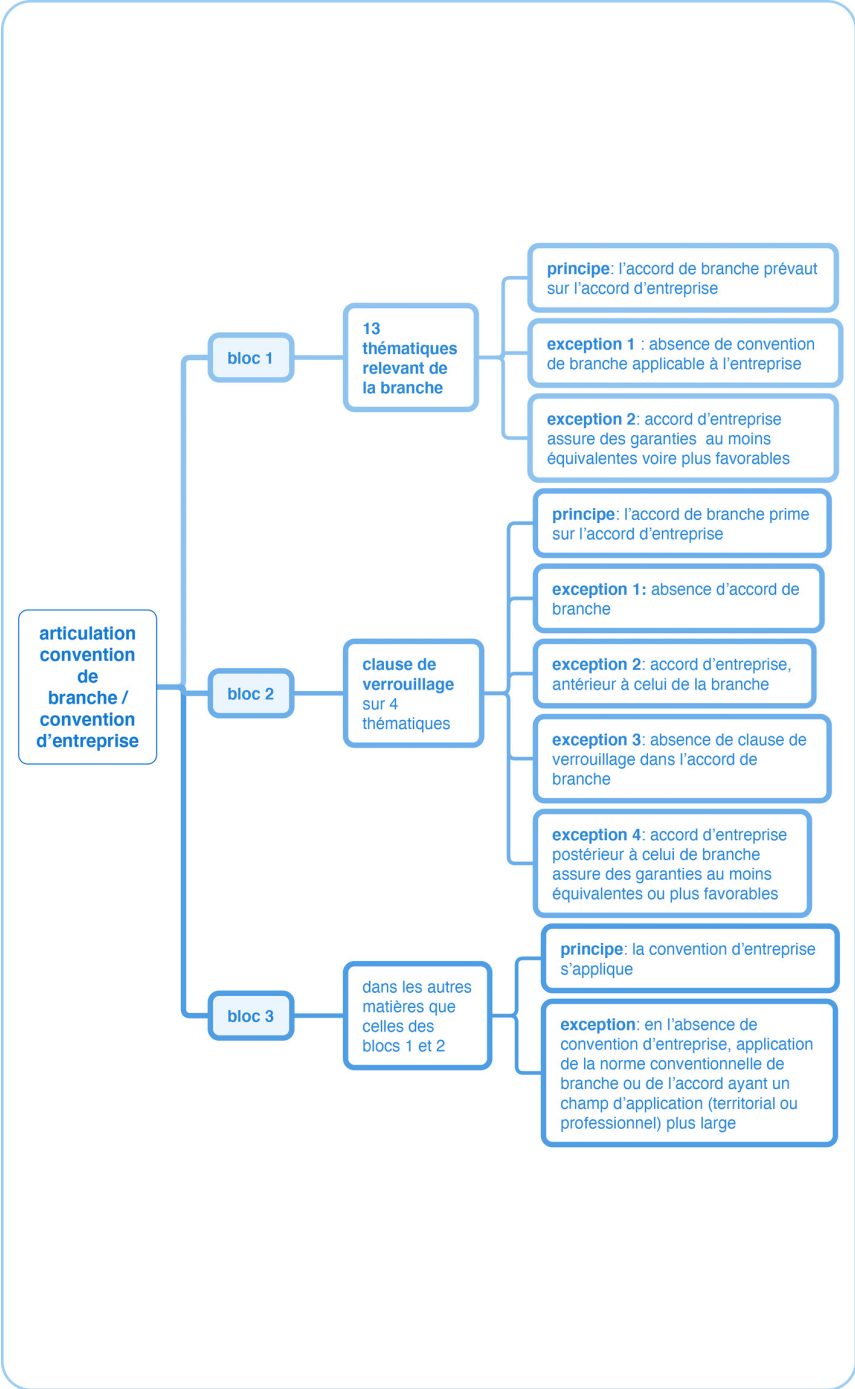 articulation
convention
de
branche /
convention
d'entreprise
bloc 1
13
thématiques
relevant de
la branche
principe: l'accord de branche prévaut
sur l'accord d'entreprise
exception 1 : absence de convention
de branche applicable à l'entreprise
exception 2: accord d'entreprise
assure des garanties  au moins
équivalentes voire plus favorables
bloc 2
clause de
verrouillage
sur 4
thématiques
principe: l'accord de branche prime
sur l'accord d'entreprise
exception 1: absence d'accord de
branche
exception 2: accord d'entreprise,
antérieur à celui de la branche
exception 3: absence de clause de
verrouillage dans l'accord de
branche
exception 4: accord d'entreprise
postérieur à celui de branche
assure des garanties au moins
équivalentes ou plus favorables
bloc 3
dans les autres
matières que
celles des
blocs 1 et 2
principe: la convention d'entreprise
s'applique
exception: en l'absence de
convention d'entreprise, application
de la norme conventionnelle de
branche ou de l'accord ayant un
champ d'application (territorial ou
professionnel) plus large